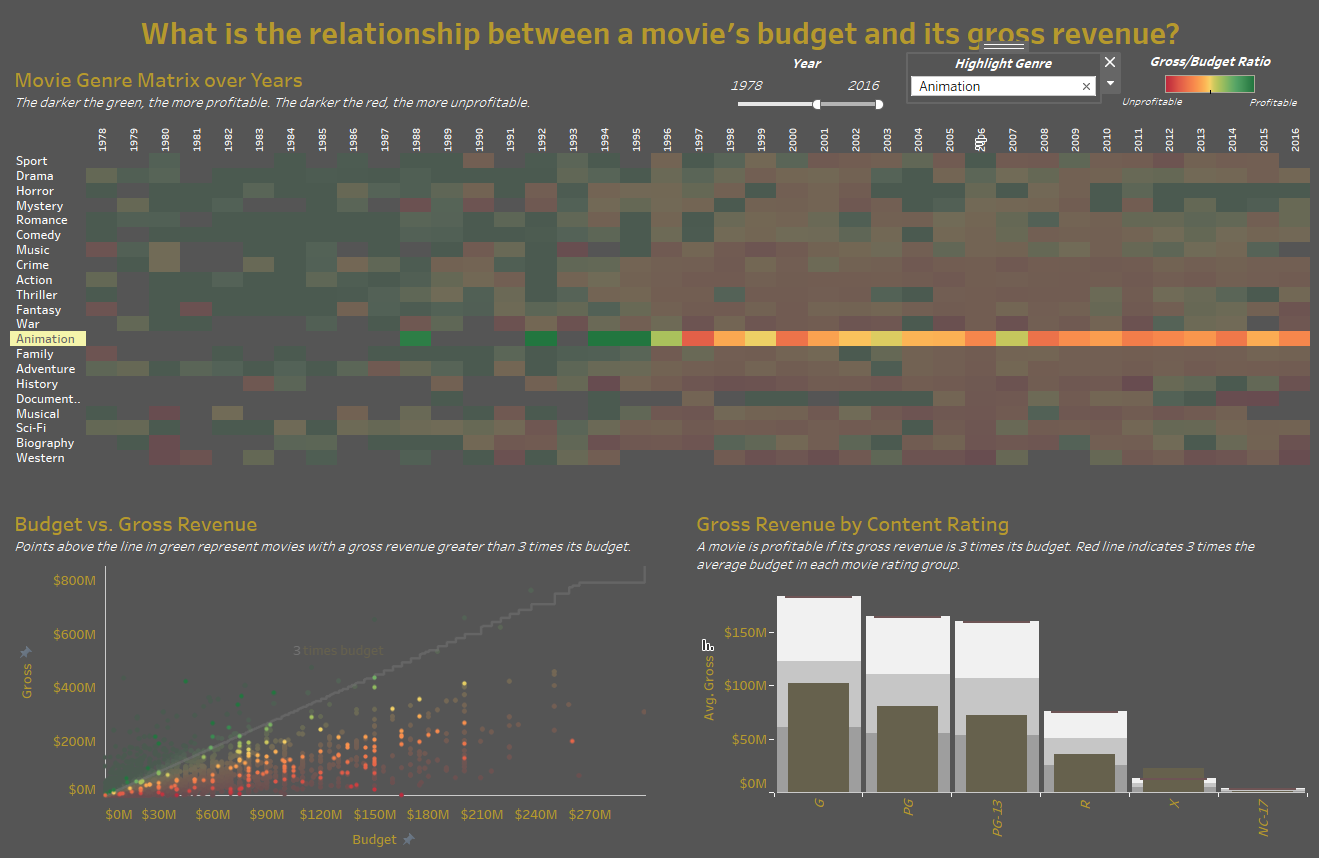 What is the relationship between a movie's budget and its gross revenue?
Movie Genre Matrix over Years
The darker the green, the more profitable. The darker the red, the more unprofitable.
Year
1978 2016
Highlight Genre
Animation
Gross/Budget Ratio
Unprofitable Profitable
1978 1979 1980 1981 1982 1983 1984 1985 1986 1987 1988 1989 1990 1991 1992 1993 1994 1995 1996 1997 1998 1999 2000 2001 2002 2003 2004 2005 2007 2008 2009 2010 2011 2012 2013 2014 2015 2016
Sport
Drama
Horror
Mystery
Romance
Comedy
Music
Crime
Action
Thriller
Fantasy
War
Animation
Family
Adventure
History
Document..
Musical
Sci-Fi
Biography
Western
Budget vs. Gross Revenue
Points above the line in green represent movies with a gross revenue greater than 3 times its budget.
$800M
$600M
$400M
$200M
$0M
Gross
3 times budget
$0M $30M $60M $90M $120M $150M $180M $210M $240M $270M
Budget
Gross Revenue by Content Rating
A movie is profitable if its gross revenue is 3 times its budget. Red line indicates 3 times the
average budget in each movie rating group.
$150M
$100M
$50M
$0M
Avg. Gross
G PG PG-13 R X NC-17